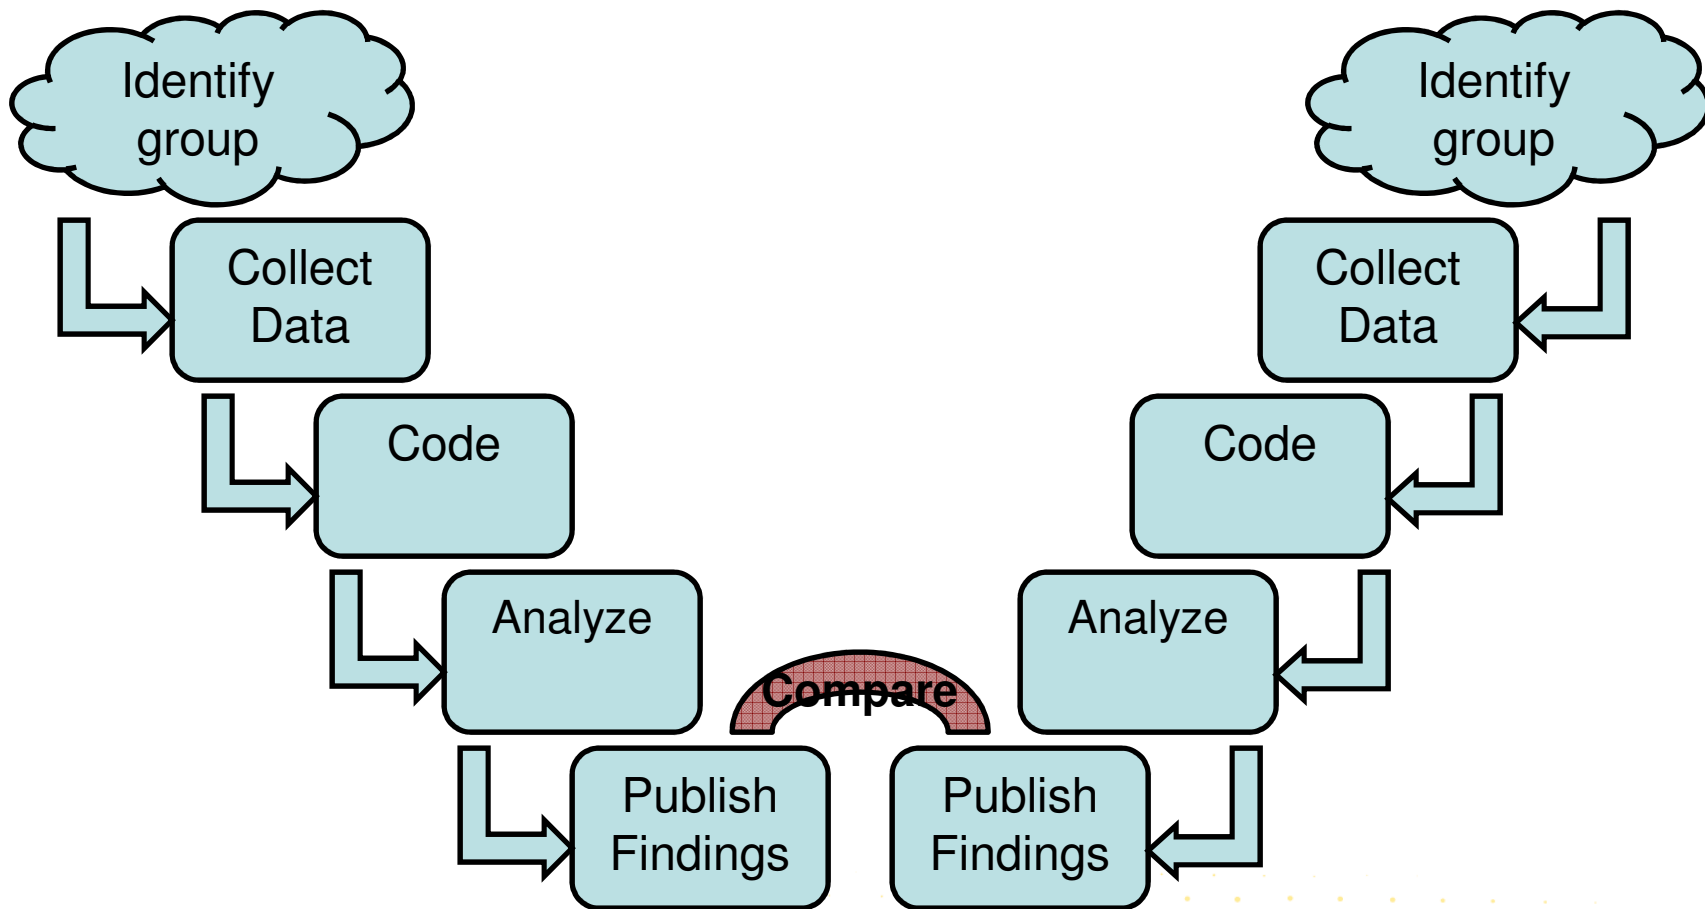 Identify
group
Identify
group
Collect
Data
Collect
Data
Code
Code
Analyze
Analyze
Compare
Publish
Findings
Publish
Findings